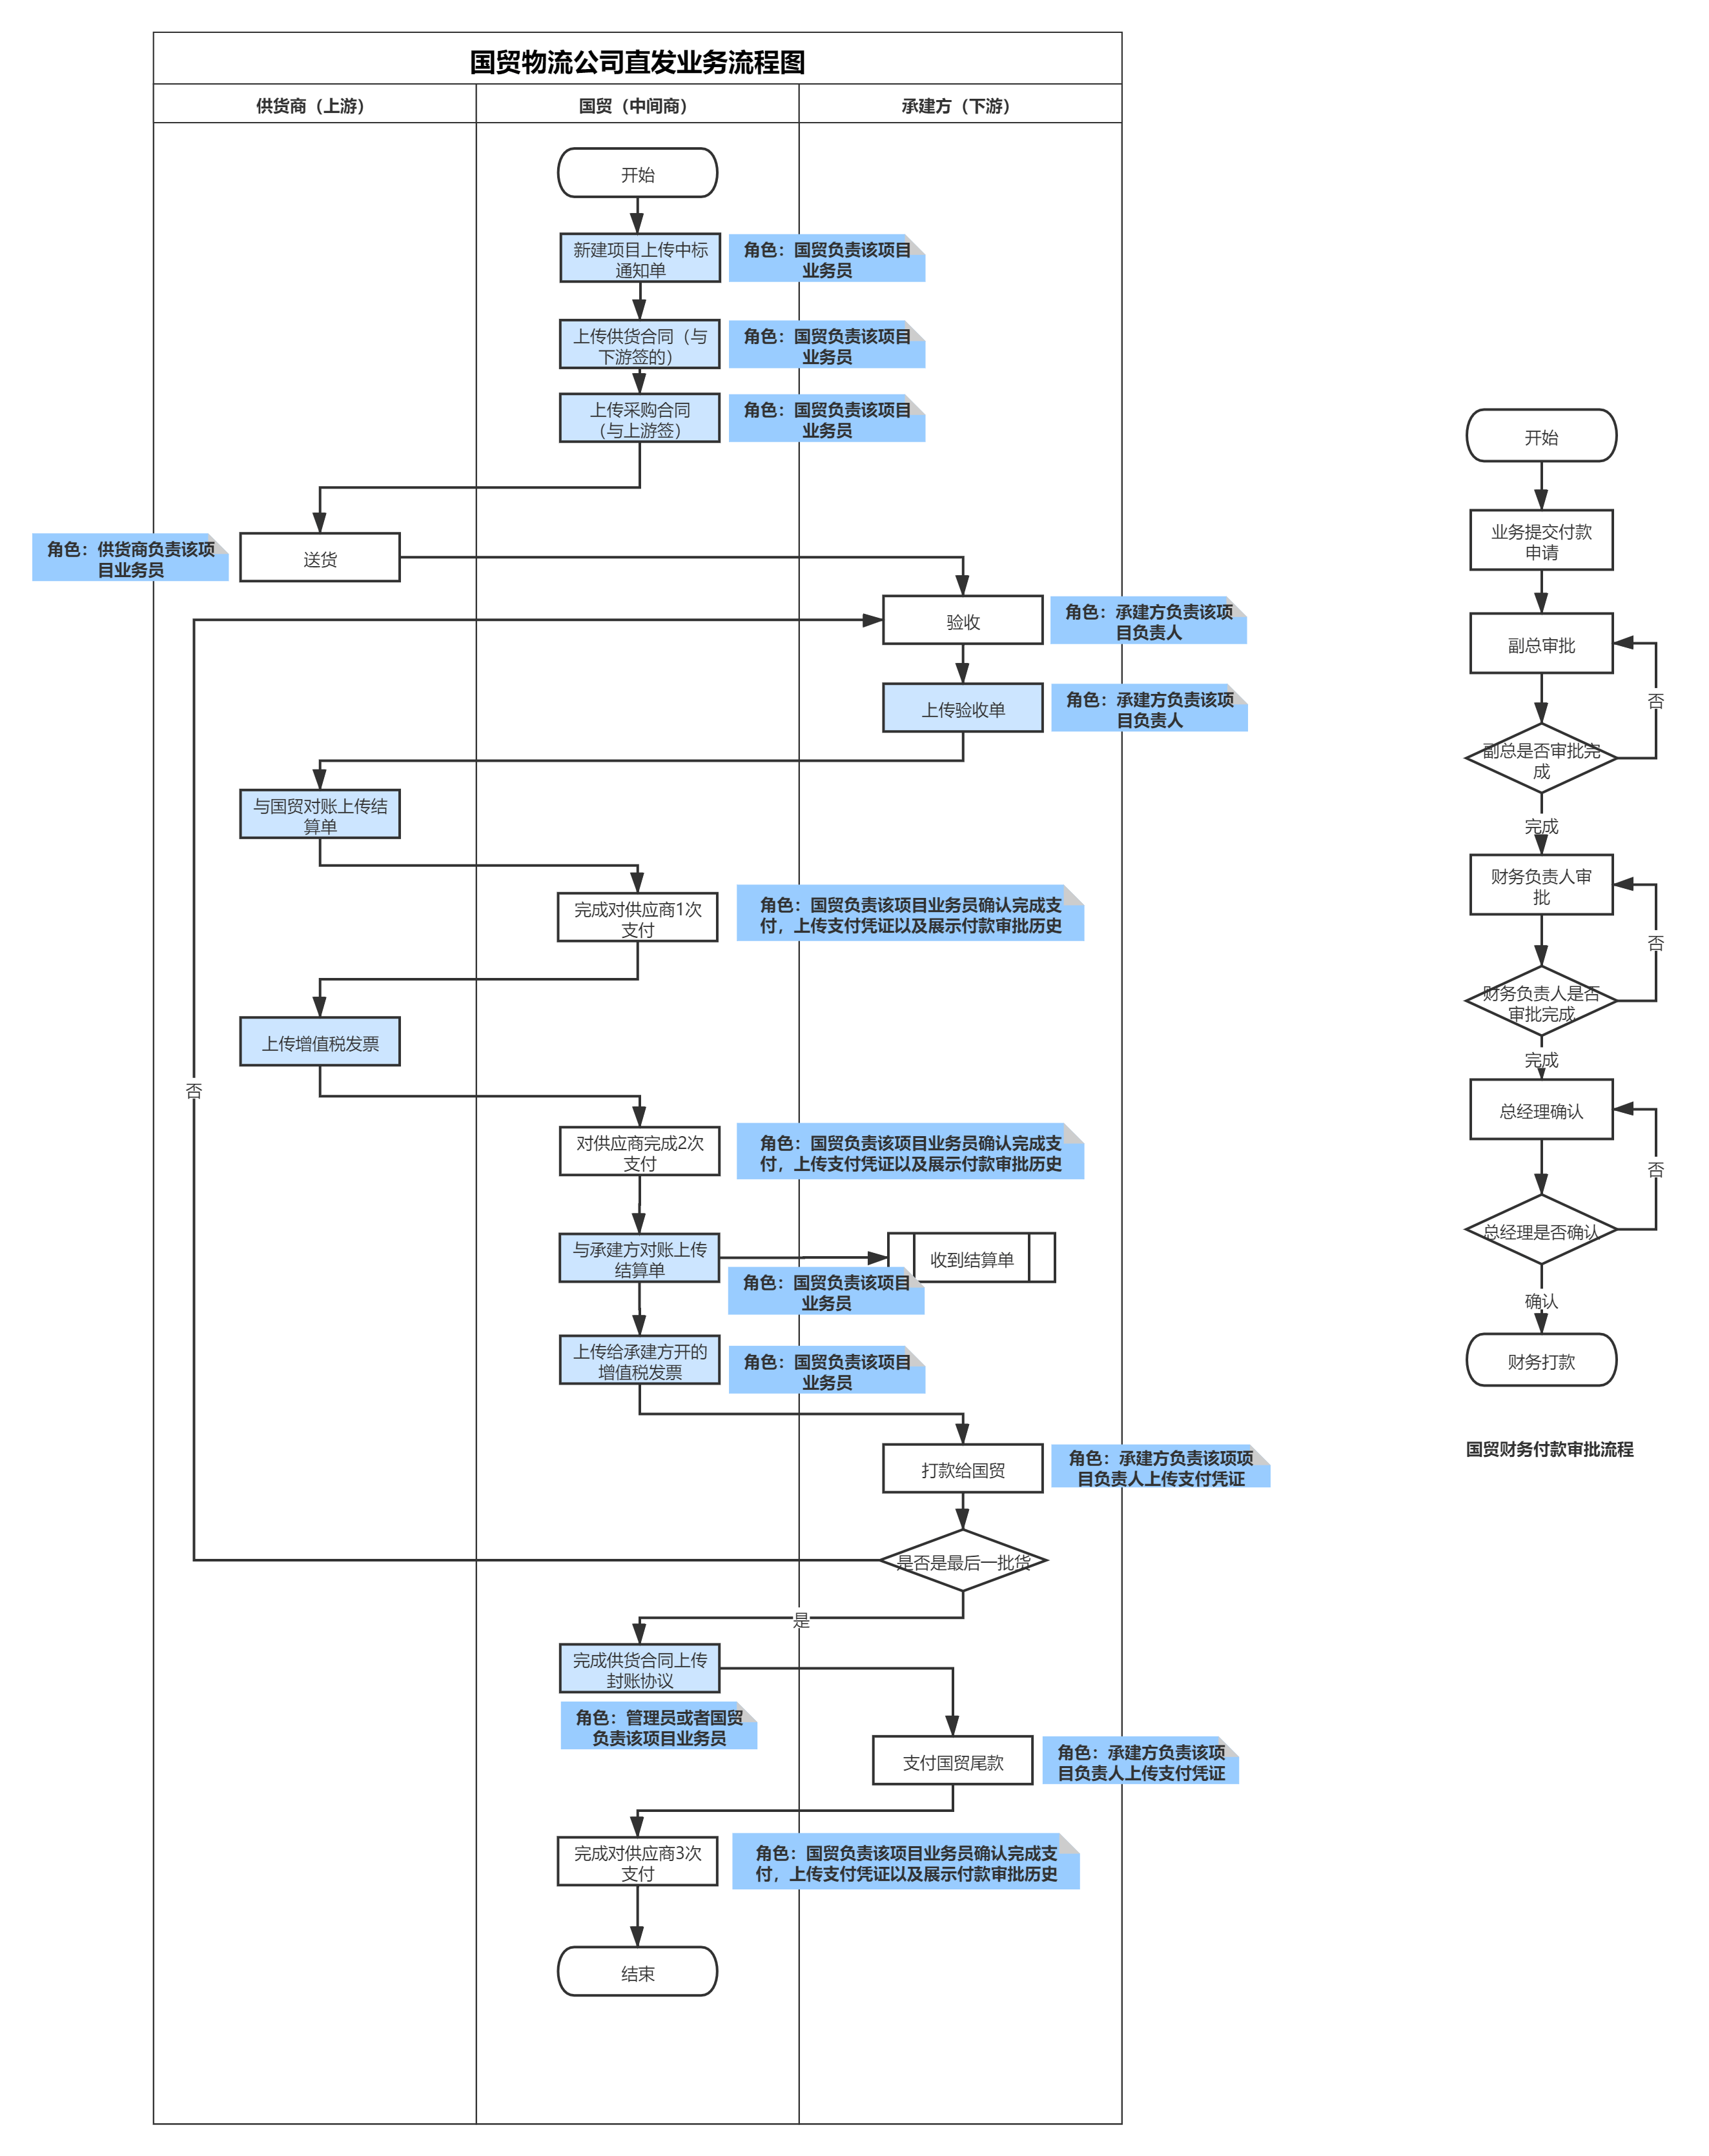 国贸物流公司直发业务流程图
供货商（上游）
国贸（中间商）
承建方（下游）
开始
新建项目上传中标
通知单
角色：国贸负责该项目
业务员
上传供货合同（与
下游签的）
角色：国贸负责该项目
业务员
上传采购合同
（与上游签）
角色：国贸负责该项目
业务员
角色：供货商负责该项
目业务员
送货
验收
角色：承建方负责该项
目负责人
上传验收单
角色：承建方负责该项
目负责人
与国贸对账上传结
算单
完成对供应商1次
支付
角色：国贸负责该项目业务员确认完成支
付，上传支付凭证以及展示付款审批历史
上传增值税发票
否
对供应商完成2次
支付
角色：国贸负责该项目业务员确认完成支
付，上传支付凭证以及展示付款审批历史
与承建方对账上传
结算单
收到结算单
角色：国贸负责该项目
业务员
上传给承建方开的
增值税发票
角色：国贸负责该项目
业务员
打款给国贸
角色：承建方负责该项项
目负责人上传支付凭证
是否是最后一批货
是
完成供货合同上传
封账协议
角色：管理员或者国贸
负责该项目业务员
支付国贸尾款
角色：承建方负责该项
目负责人上传支付凭证
完成对供应商3次
支付
角色：国贸负责该项目业务员确认完成支
付，上传支付凭证以及展示付款审批历史
结束
开始
业务提交付款
申请
副总审批
否
副总是否审批完
成
完成
财务负责人审
批
否
财务负责人是否
审批完成
完成
总经理确认
否
总经理是否确认
确认
财务打款
国贸财务付款审批流程